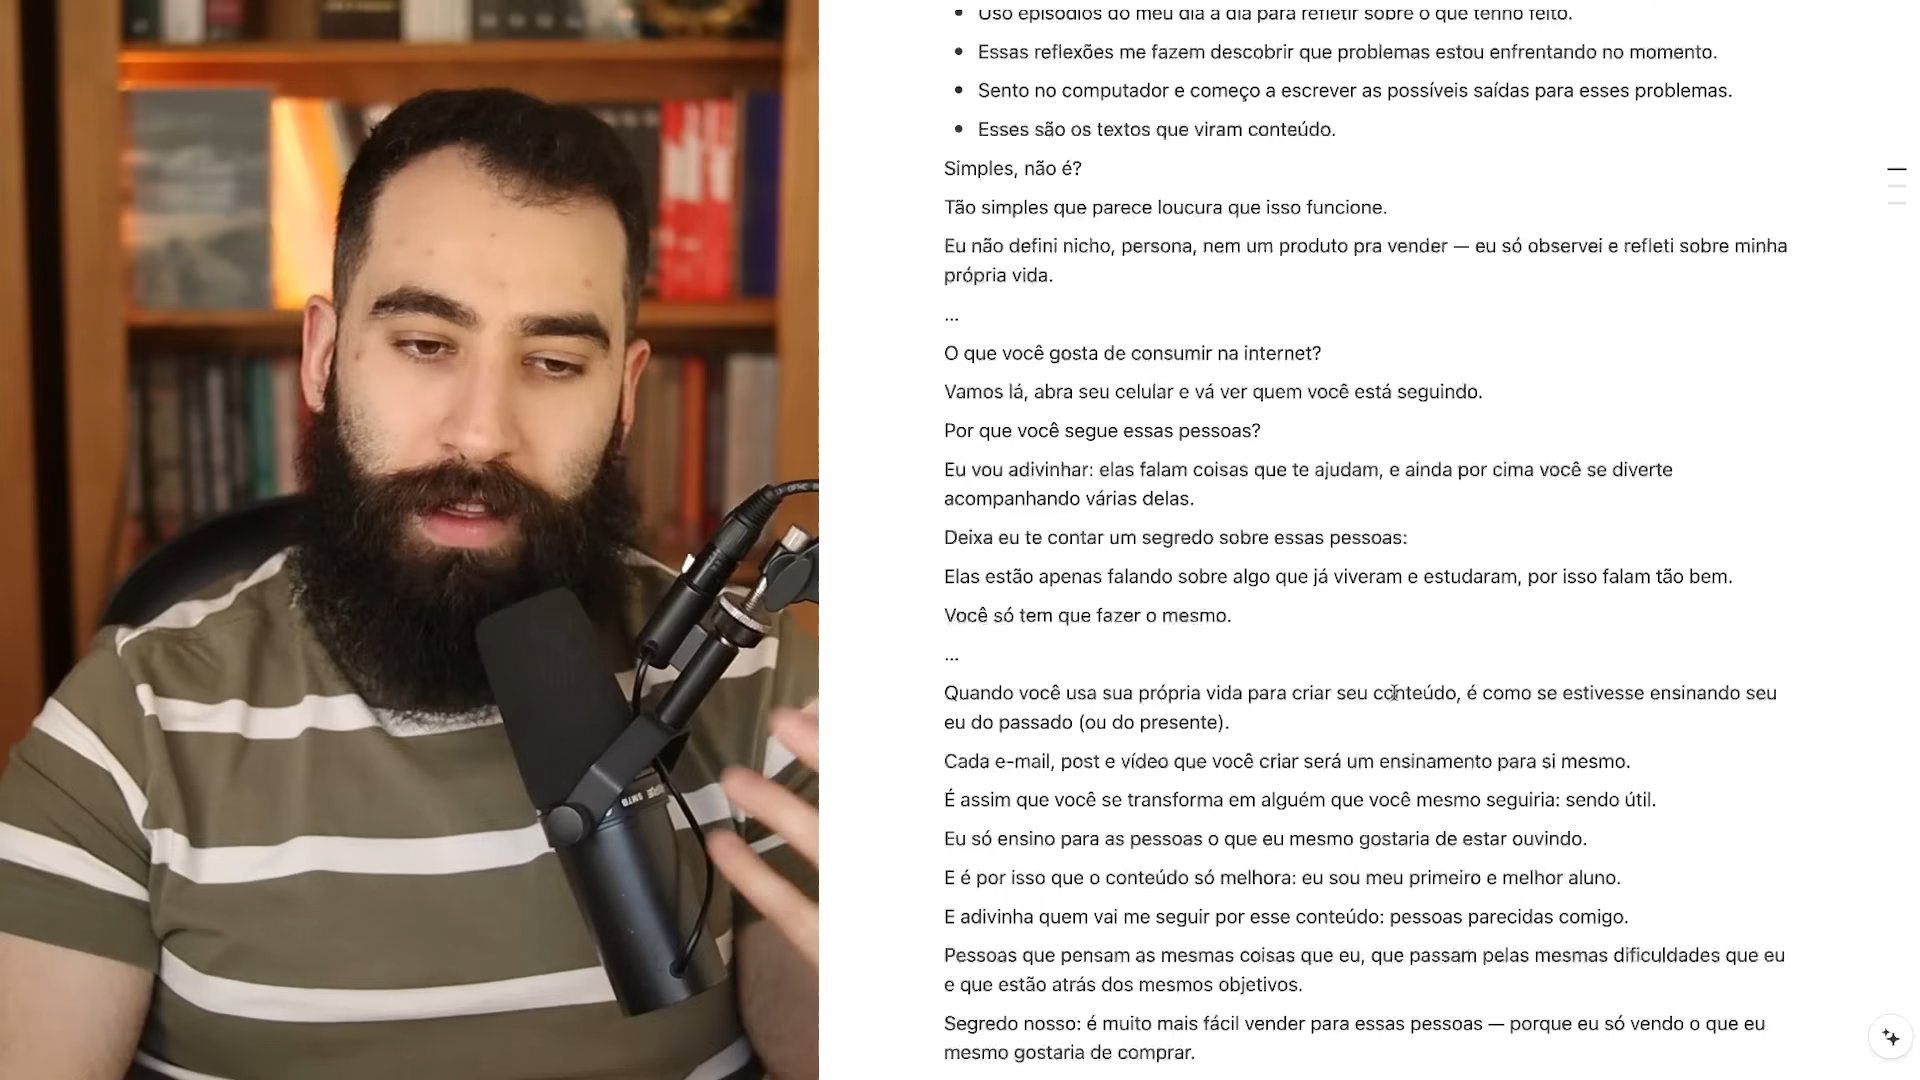 Uso episódios do meu dia a dia para refletir sobre o que tenho feito.
Essas reflexões me fazem descobrir que problemas estou enfrentando no momento.
Sento no computador e começo a escrever as possíveis saídas para esses problemas.
Esses são os textos que viram conteúdo.
Simples, não é?
Tão simples que parece loucura que isso funcione.
Eu não defini nicho, persona, nem um produto pra vender — eu só observei e refleti sobre minha
própria vida.
...
O que você gosta de consumir na internet?
Vamos lá, abra seu celular e vá ver quem você está seguindo.
Por que você segue essas pessoas?
Eu vou adivinhar: elas falam coisas que te ajudam, e ainda por cima você se diverte
acompanhando várias delas.
Deixa eu te contar um segredo sobre essas pessoas:
Elas estão apenas falando sobre algo que já viveram e estudaram, por isso falam tão bem.
Você só tem que fazer o mesmo.
...
Quando você usa sua própria vida para criar seu conteúdo, é como se estivesse ensinando seu
eu do passado (ou do presente).
Cada e-mail, post e vídeo que você criar será um ensinamento para si mesmo.
É assim que você se transforma em alguém que você mesmo seguiria: sendo útil.
Eu só ensino para as pessoas o que eu mesmo gostaria de estar ouvindo.
E é por isso que o conteúdo só melhora: eu sou meu primeiro e melhor aluno.
E adivinha quem vai me seguir por esse conteúdo: pessoas parecidas comigo.
Pessoas que pensam as mesmas coisas que eu, que passam pelas mesmas dificuldades que eu
e que estão atrás dos mesmos objetivos.
Segredo nosso: é muito mais fácil vender para essas pessoas — porque eu só vendo o que eu
mesmo gostaria de comprar.